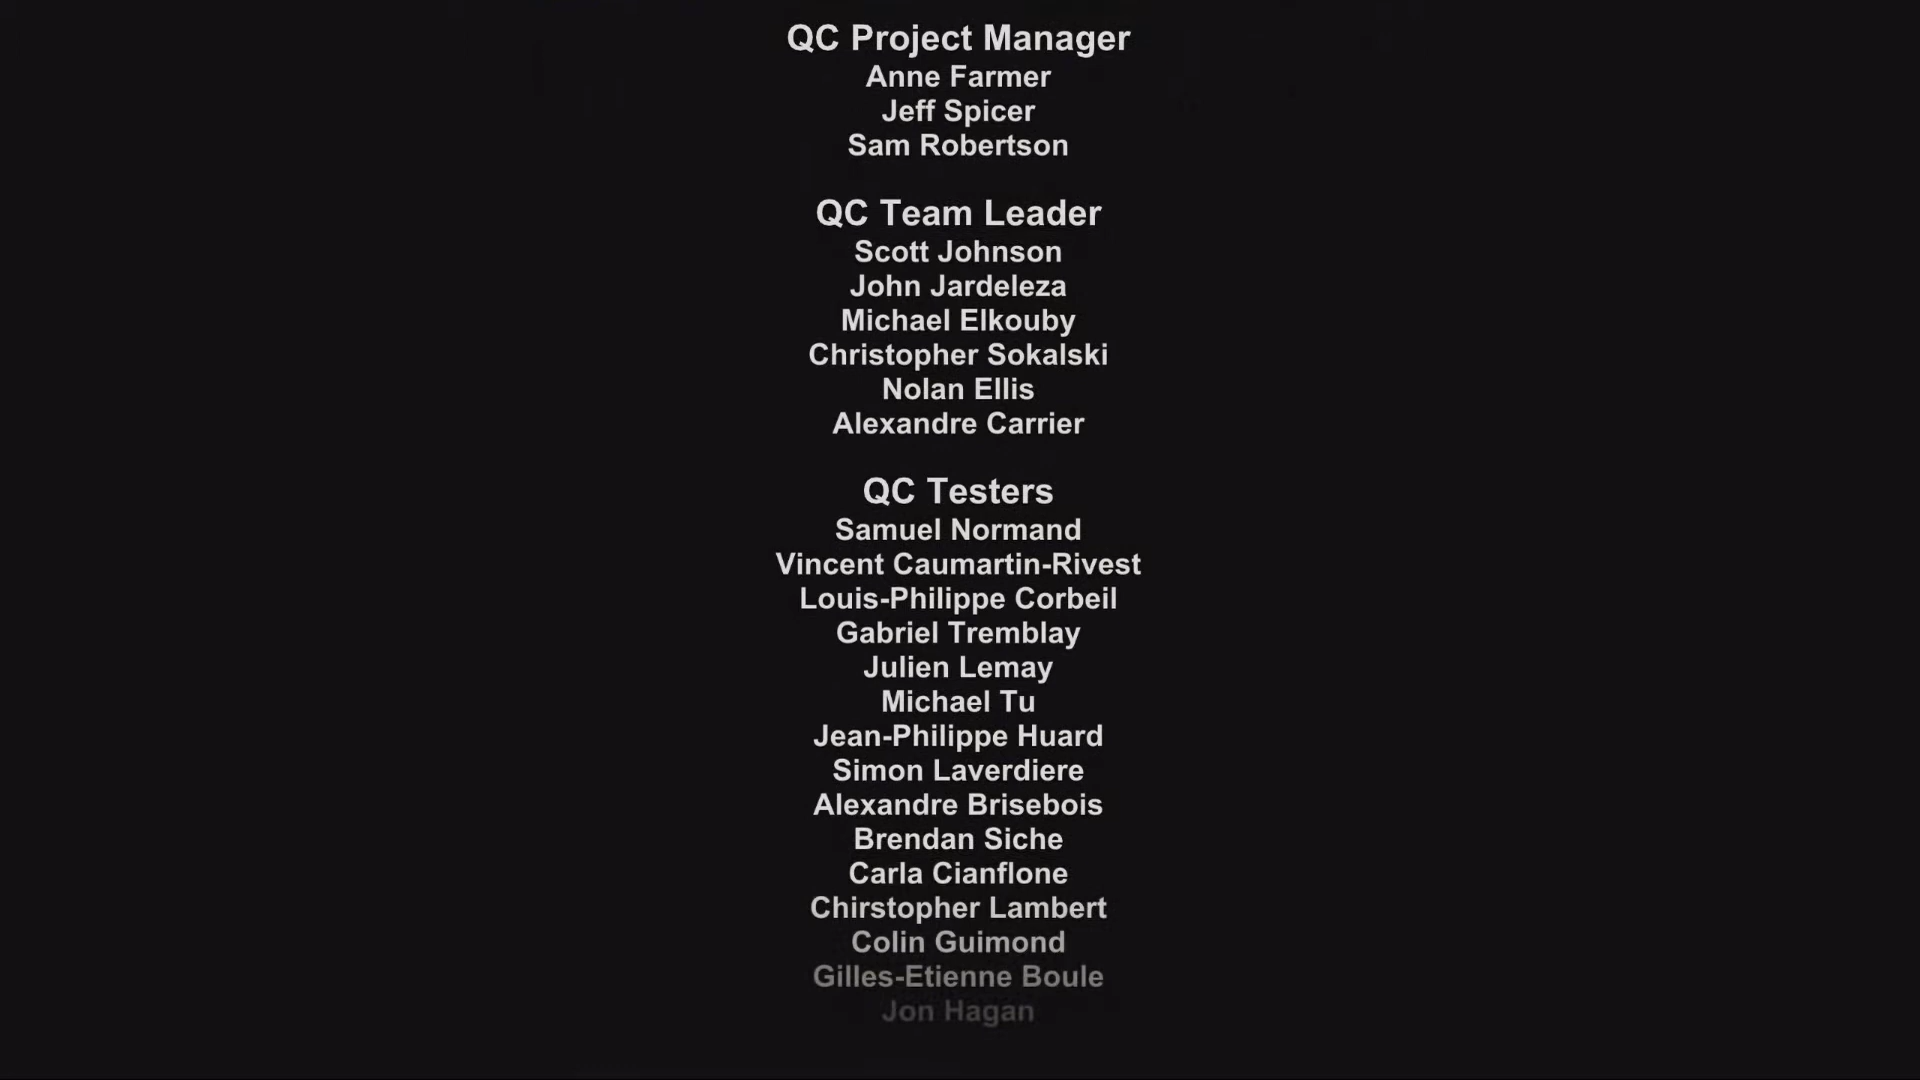 QC Project Manager
Anne Farmer
Jeff Spicer
Sam Robertson
QC Team Leader
Scott Johnson
John Jardeleza
Michael Elkouby
Christopher Sokalski
Nolan Ellis
Alexandre Carrier
QC Testers
Samuel Normand
Vincent Caumartin-Rivest
Louis-Philippe Corbeil
Gabriel Tremblay
Julien Lemay
Michael Tu
Jean-Philippe Huard
Simon Laverdiere
Alexandre Brisebois
Brendan Siche
Carla Cianflone
Chirstopher Lambert
Colin Guimond
Gilles-Etienne Boule
Jon Hagan